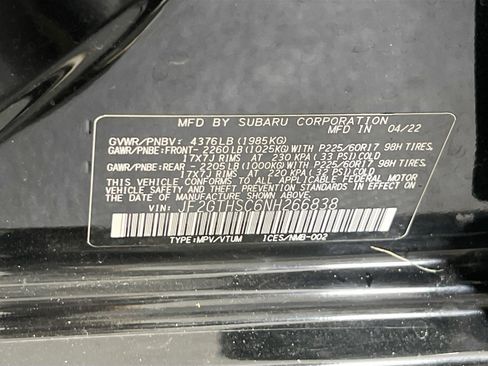 MFD BY SUBARU CORPORATION
MFD IN 04/22
GVWR/PNBV: 4376LB (1985KG)
GAWR/PNBE: FRONT- 2260LB (1025KG) WITH P225/60R17 98H TIRES,
17X7J RIMS AT 230 KPA (33 PSI) COLD
GAWR/PNBE: REAR - 2205LB (1000KG) WITH P225/60R17 98H TIRES,
17X7J RIMS AT 220 KPA (32 PSI) COLD
THIS VEHICLE CONFORMS TO ALL APPLICABLE FEDERAL MOTOR
VEHICLE SAFETY STANDARDS IN EFFECT ON THE
DATE OF MANUFACTURE SHOWN ABOVE.
VIN: JF2GTHSC6NH266838
TYPE:MPV/VTUM ICES/NMB-002